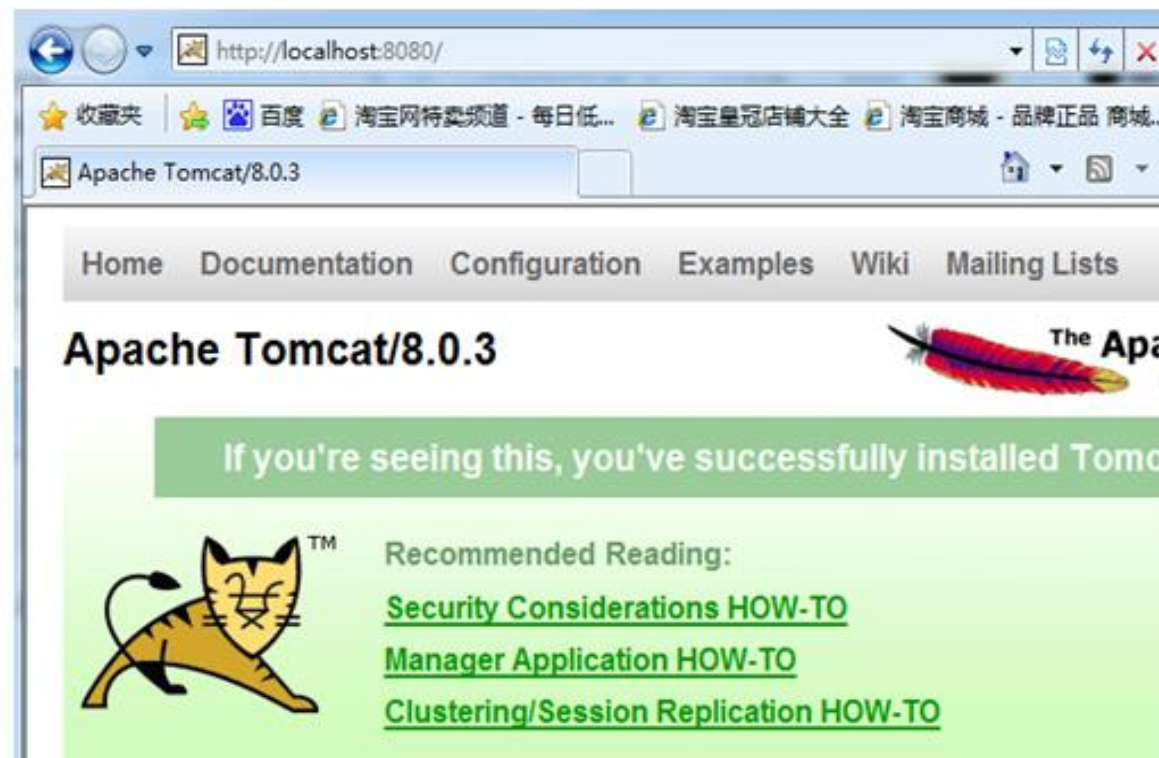 http://localhost:8080/
收藏夹 百度 淘宝网特卖频道 - 每日低... 淘宝皇冠店铺大全 淘宝商城 - 品牌正品 商城...
Apache Tomcat/8.0.3
Home Documentation Configuration Examples Wiki Mailing Lists
Apache Tomcat/8.0.3
The Apa
If you're seeing this, you've successfully installed Tomc
TM
Recommended Reading:
Security Considerations HOW-TO
Manager Application HOW-TO
Clustering/Session Replication HOW-TO